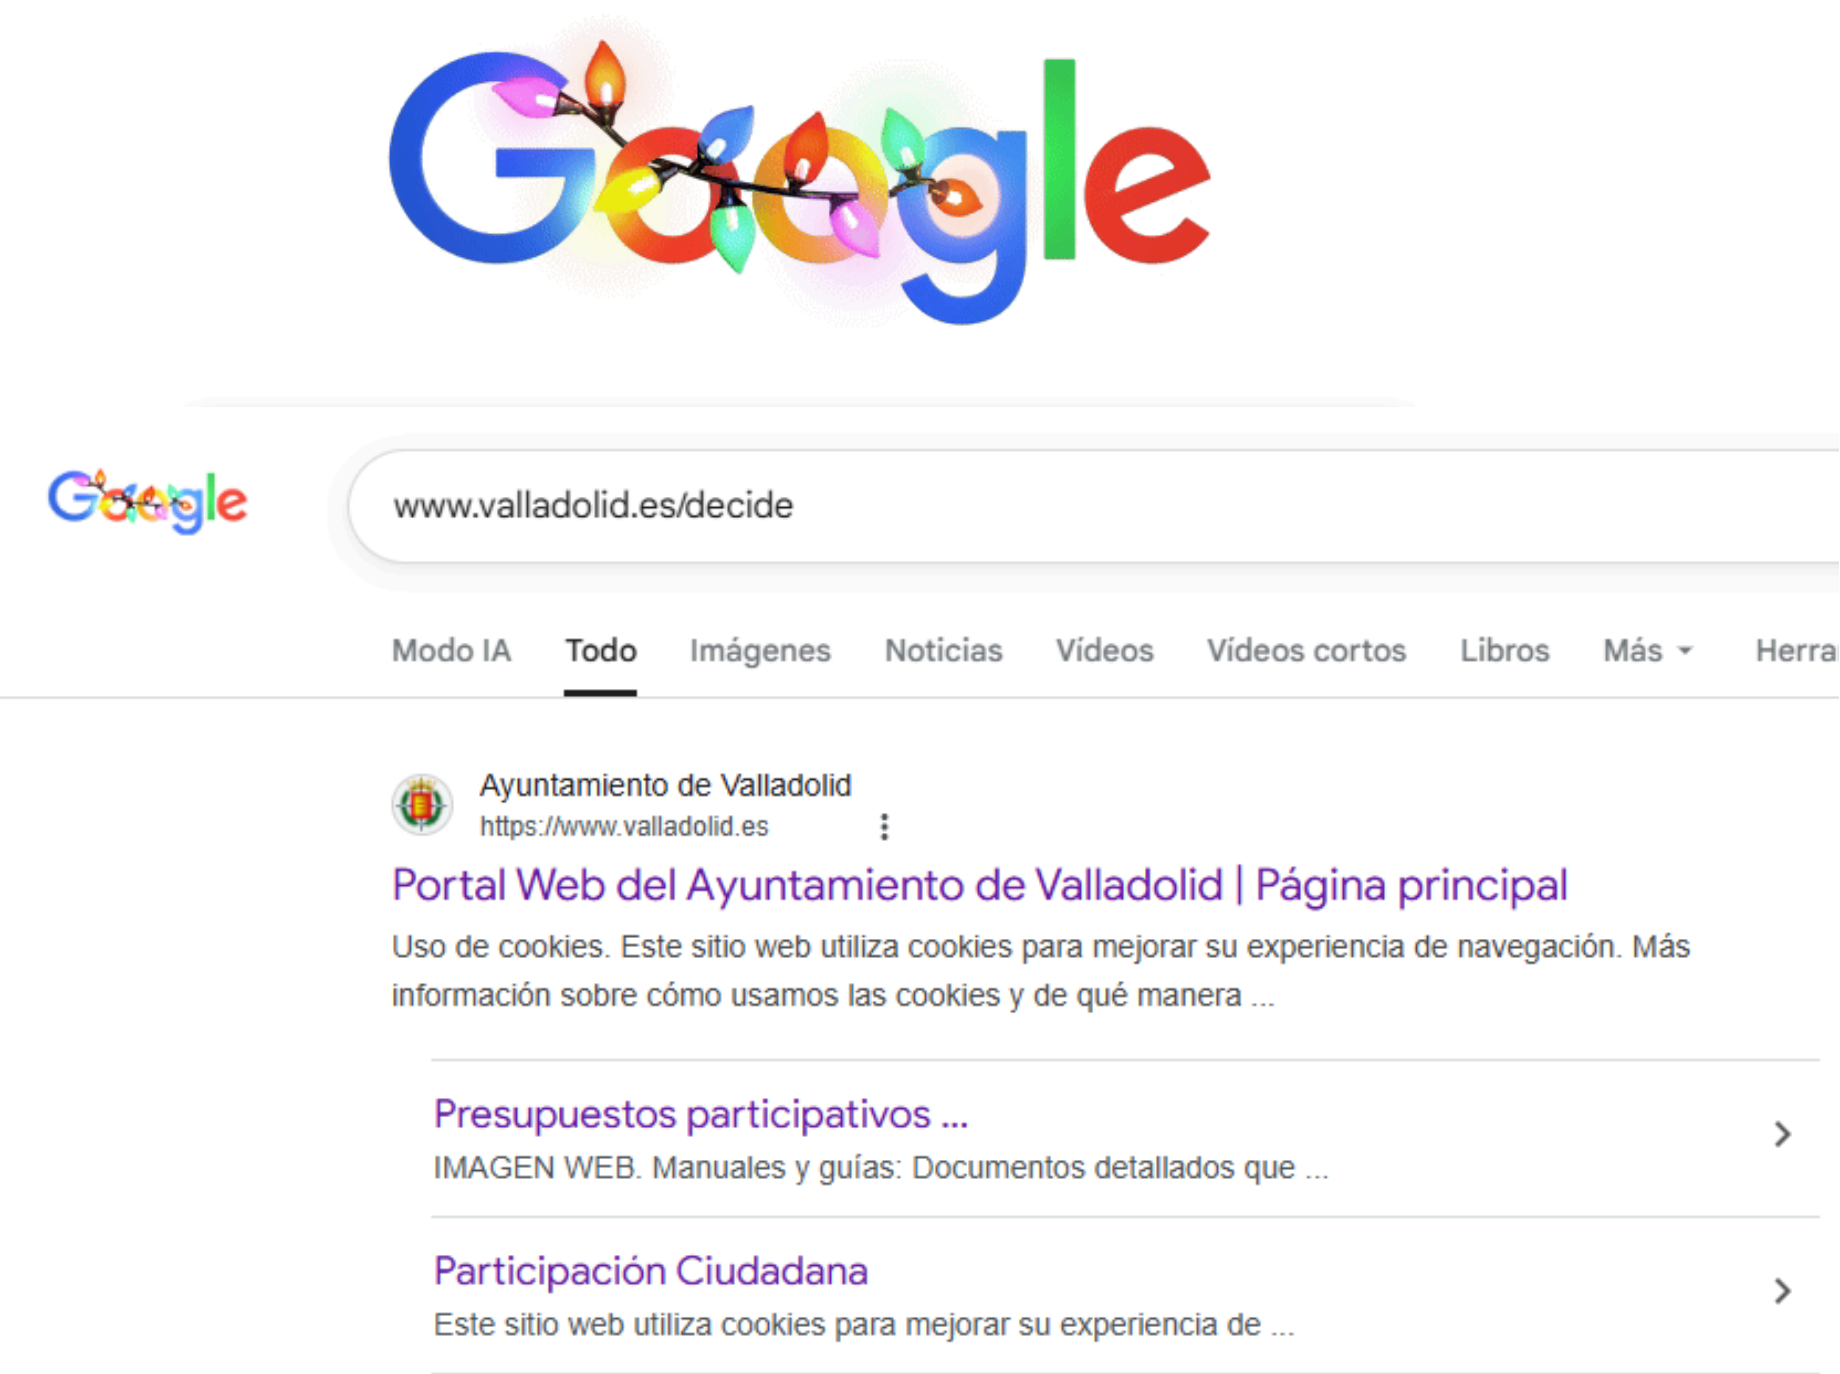 Google
Google
www.valladolid.es/decide
Modo IA Todo Imágenes Noticias Vídeos Vídeos cortos Libros Más
Ayuntamiento de Valladolid
https://www.valladolid.es
Portal Web del Ayuntamiento de Valladolid | Página principal
Uso de cookies. Este sitio web utiliza cookies para mejorar su experiencia de navegación. Más
información sobre cómo usamos las cookies y de qué manera ...
Presupuestos participativos ...
IMAGEN WEB. Manuales y guías: Documentos detallados que ...
Participación Ciudadana
Este sitio web utiliza cookies para mejorar su experiencia de ...